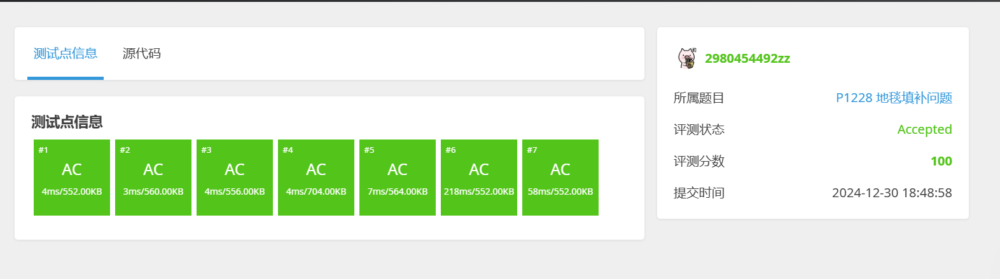 测试点信息 源代码
测试点信息
#1 #2 #3 #4 #5 #6 #7
AC AC AC AC AC AC AC
4ms/552.00KB 3ms/560.00KB 4ms/556.00KB 4ms/704.00KB 7ms/564.00KB 218ms/552.00KB 58ms/552.00KB
2980454492zz
所属题目 P1228 地毯填补问题
评测状态 Accepted
评测分数 100
提交时间 2024-12-30 18:48:58